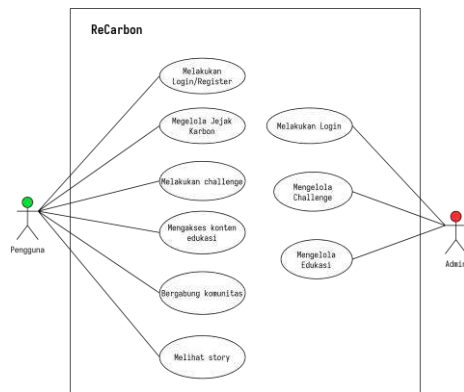 ReCarbon
Melakukan
Login/Register
Megelola Jejak
Karbon
Melakukan challenge
Mengakses konten
edukasi
Bergabung komunitas
Melihat story
Melakukan Login
Mengelola
Challenge
Mengelola
Edukasi
Pengguna
Admin